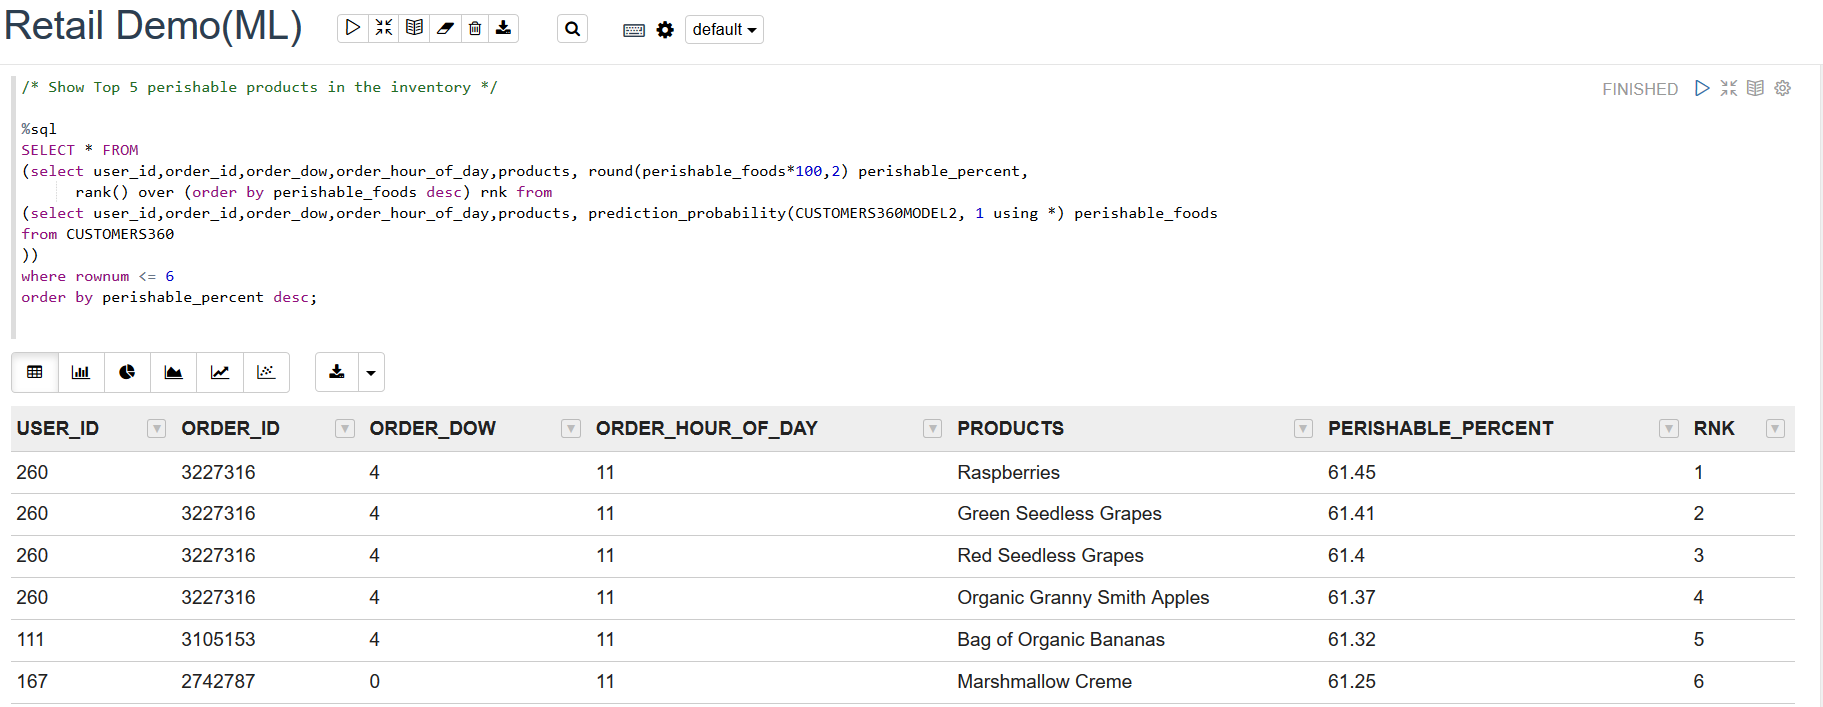 Retail Demo(ML)
default
/* Show Top 5 perishable products in the inventory */
FINISHED
%sql
SELECT * FROM
(select user_id,order_id,order_dow,order_hour_of_day,products, round(perishable_foods*100,2) perishable_percent,
rank() over (order by perishable_foods desc) rnk from
(select user_id,order_id,order_dow,order_hour_of_day,products, prediction_probability(CUSTOMERS360MODEL2, 1 using *) perishable_foods
from CUSTOMERS360
))
where rownum <= 6
order by perishable_percent desc;
USER_ID ORDER_ID ORDER_DOW ORDER_HOUR_OF_DAY PRODUCTS PERISHABLE_PERCENT RNK
260 3227316 4 11 Raspberries 61.45 1
260 3227316 4 11 Green Seedless Grapes 61.41 2
260 3227316 4 11 Red Seedless Grapes 61.4 3
260 3227316 4 11 Organic Granny Smith Apples 61.37 4
111 3105153 4 11 Bag of Organic Bananas 61.32 5
167 2742787 0 11 Marshmallow Creme 61.25 6